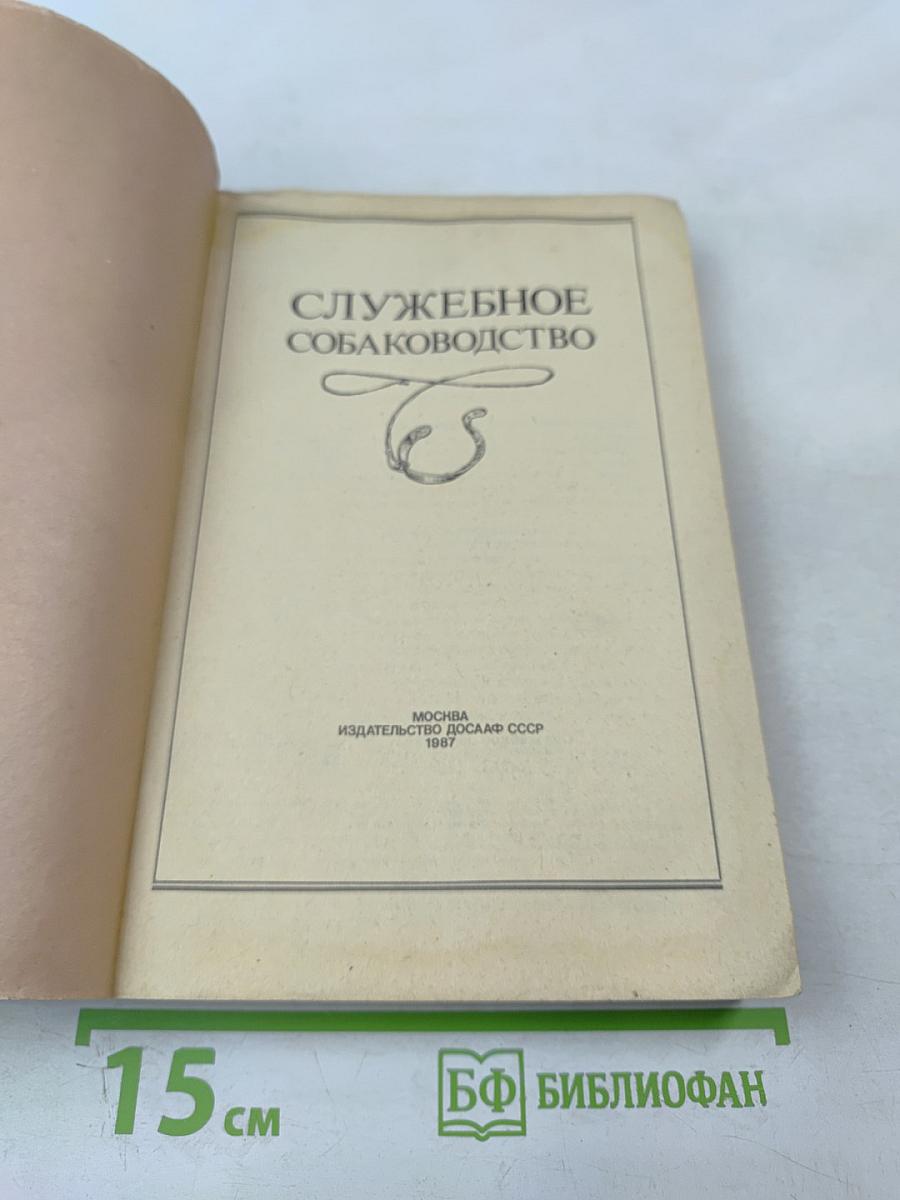 СЛУЖЕБНОЕ
СОБАКОВОДСТВО
МОСКВА
ИЗДАТЕЛЬСТВО ДОСААФ СССР
1987
15 см
БФ БИБЛИОФАН